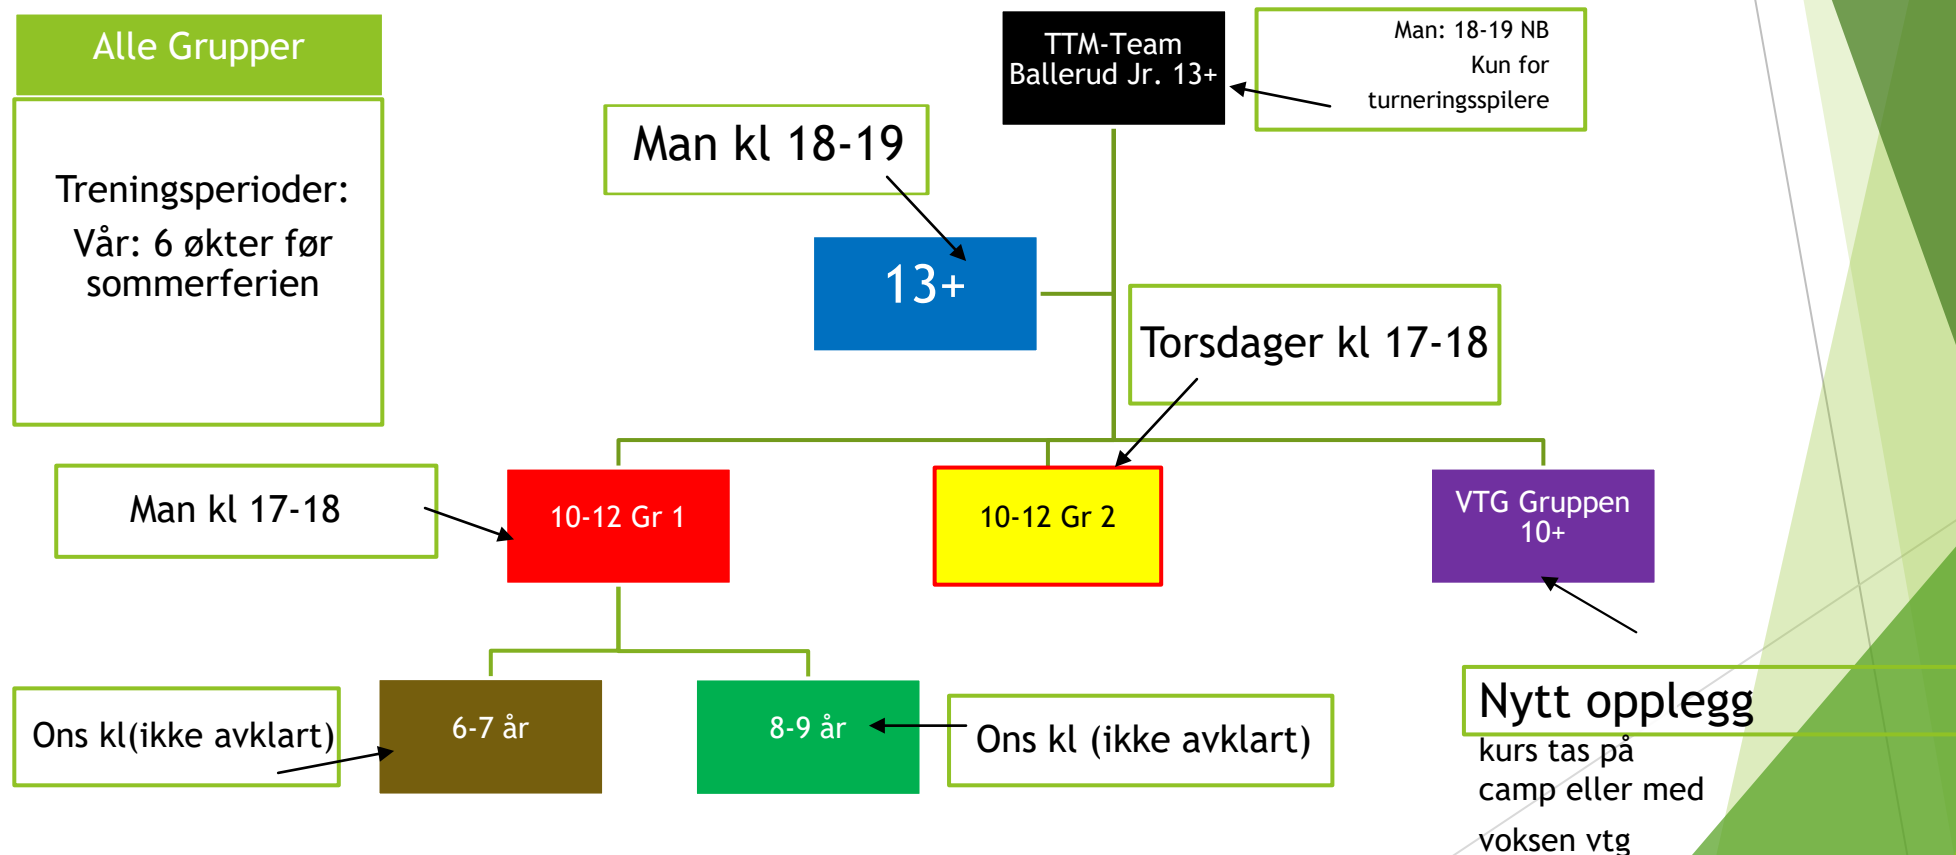 Alle Grupper
Treningsperioder:
Vår: 6 økter før
sommerferien
TTM-Team
Ballerud Jr. 13+
Man: 18-19 NB
Kun for
turneringsspilere
Man kl 18-19
13+
Torsdager kl 17-18
Man kl 17-18
10-12 Gr 1
10-12 Gr 2
VTG Gruppen
10+
Ons kl(ikke avklart)
6-7 år
8-9 år
Ons kl (ikke avklart)
Nytt opplegg
kurs tas på
camp eller med
voksen vtg